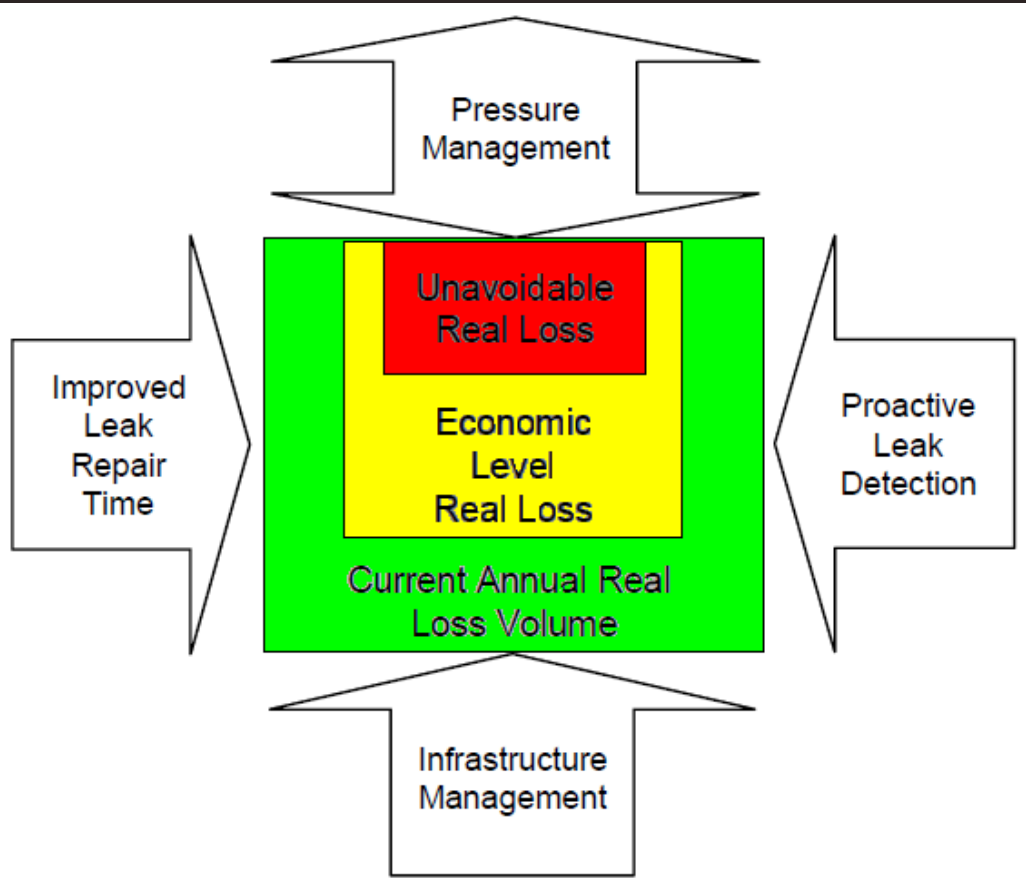 Pressure
Management
Unavoidable
Real Loss
Improved
Leak
Repair
Time
Economic
Level
Real Loss
Proactive
Leak
Detection
Current Annual Real
Loss Volume
Infrastructure
Management